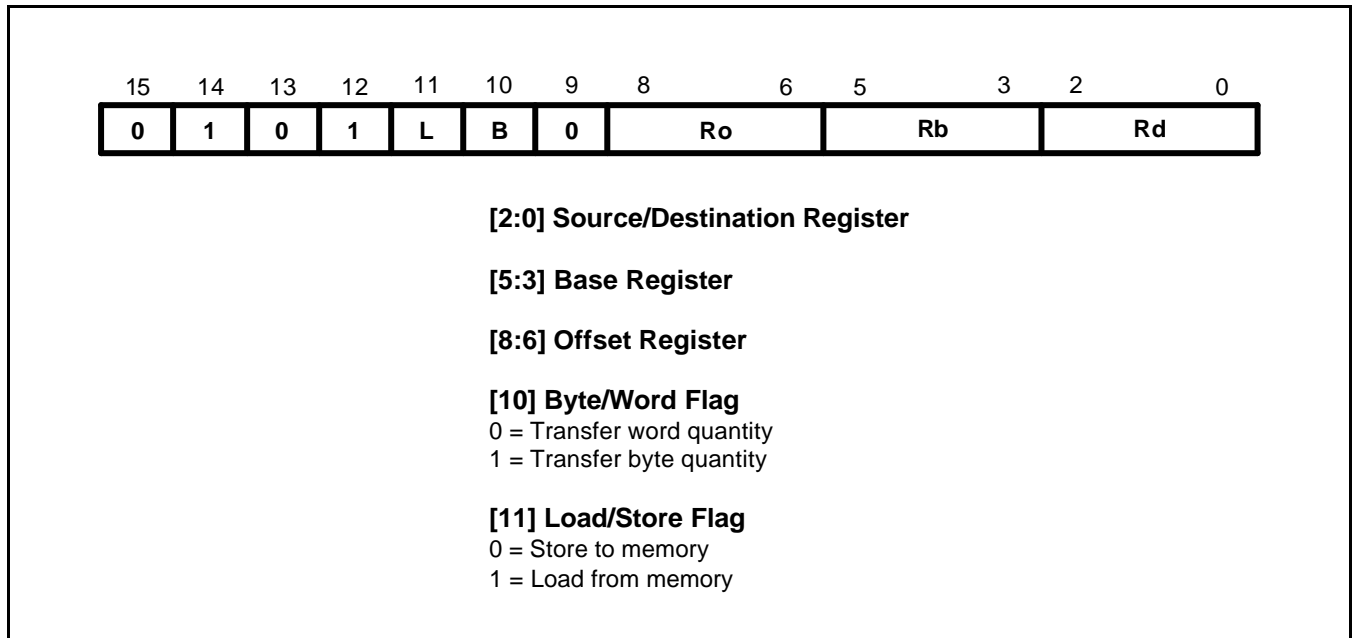 15 14 13 12 11 10 9 8 6 5 3 2 0
0 1 0 1 L B 0 Ro Rb Rd
[2:0] Source/Destination Register
[5:3] Base Register
[8:6] Offset Register
[10] Byte/Word Flag
0 = Transfer word quantity
1 = Transfer byte quantity
[11] Load/Store Flag
0 = Store to memory
1 = Load from memory